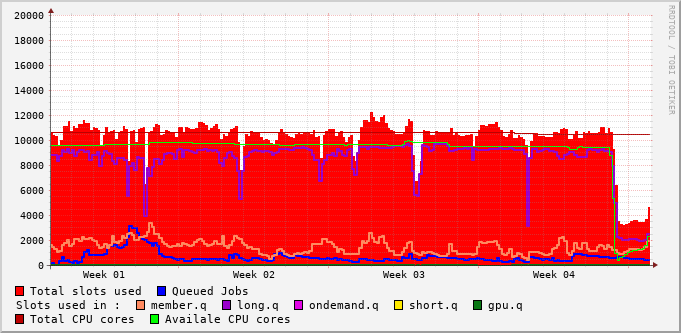 20000
18000
16000
14000
12000
10000
8000
6000
4000
2000
0
Week 01 Week 02 Week 03 Week 04
RRDTOOL / TOBI OETIKER
Total slots used Queued Jobs
Slots used in : member.q long.q ondemand.q short.q gpu.q
Total CPU cores Availale CPU cores